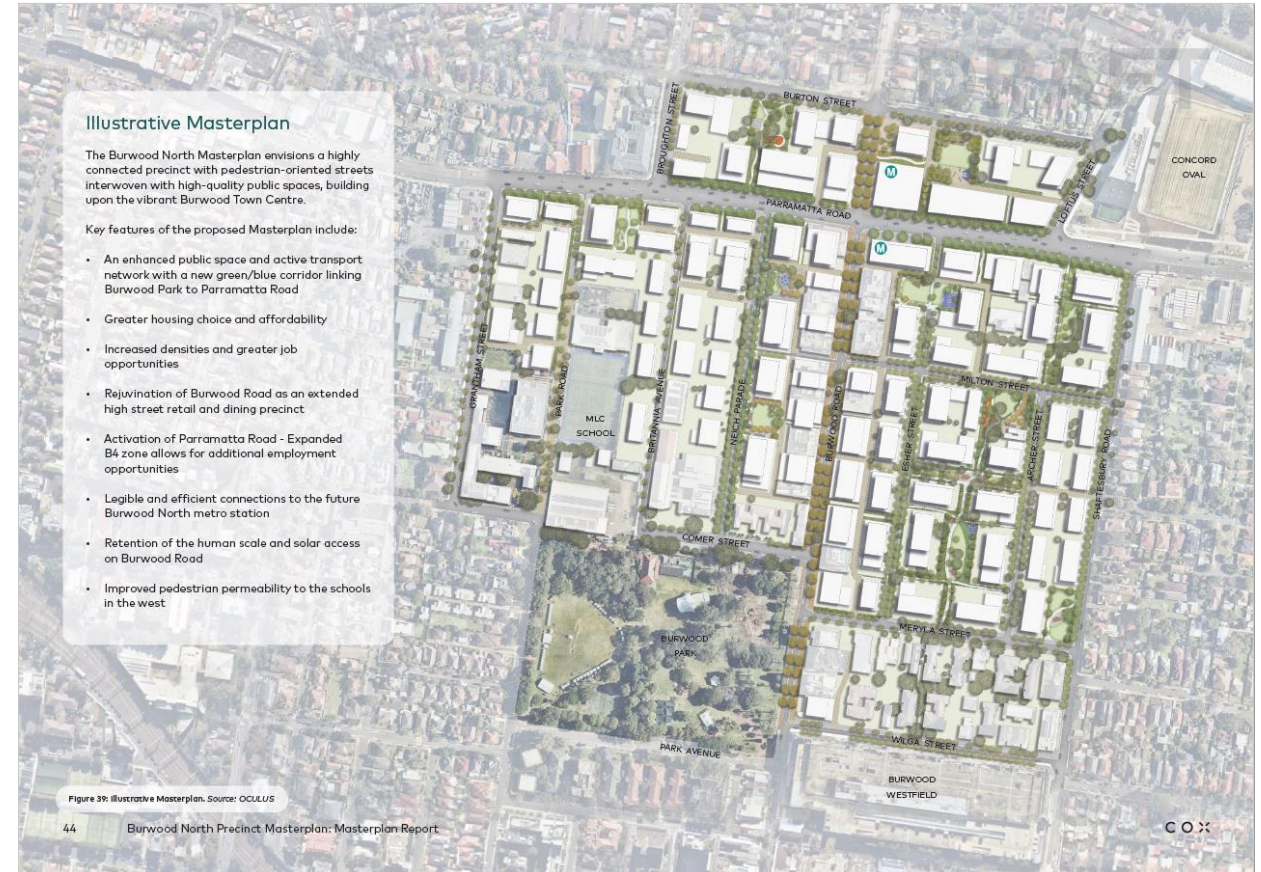 DRAFT
Illustrative Masterplan
The Burwood North Masterplan envisions a highly
connected precinct with pedestrian-oriented streets
interwoven with high-quality public spaces, building
upon the vibrant Burwood Town Centre.
Key features of the proposed Masterplan include:
• An enhanced public space and active transport
network with a new green/blue corridor linking
Burwood Park to Parramatta Road
• Greater housing choice and affordability
• Increased densities and greater job
opportunities
• Rejuvination of Burwood Road as an extended
high street retail and dining precinct
• Activation of Parramatta Road - Expanded
B4 zone allows for additional employment
opportunities
• Legible and efficient connections to the future
Burwood North metro station
• Retention of the human scale and solar access
on Burwood Road
• Improved pedestrian permeability to the schools
in the west
BURTON STREET
BROUGHTON STREET
CONCORD
OVAL
M
LOFTUS STREET
PARRAMATTA ROAD
M
GRANTHAM STREET
PARK ROAD
MLC
SCHOOL
BRITANNIA AVENUE
NEICH PARADE
BURWOOD ROAD
MILTON STREET
ESHER STREET
ARCHER STREET
SHAFTESBURY ROAD
COMER STREET
MERYLA STREET
BURWOOD
PARK
WILGA STREET
PARK AVENUE
BURWOOD
WESTFIELD
Figure 39: Illustrative Masterplan. Source: OCULUS
44 Burwood North Precinct Masterplan: Masterplan Report
COX